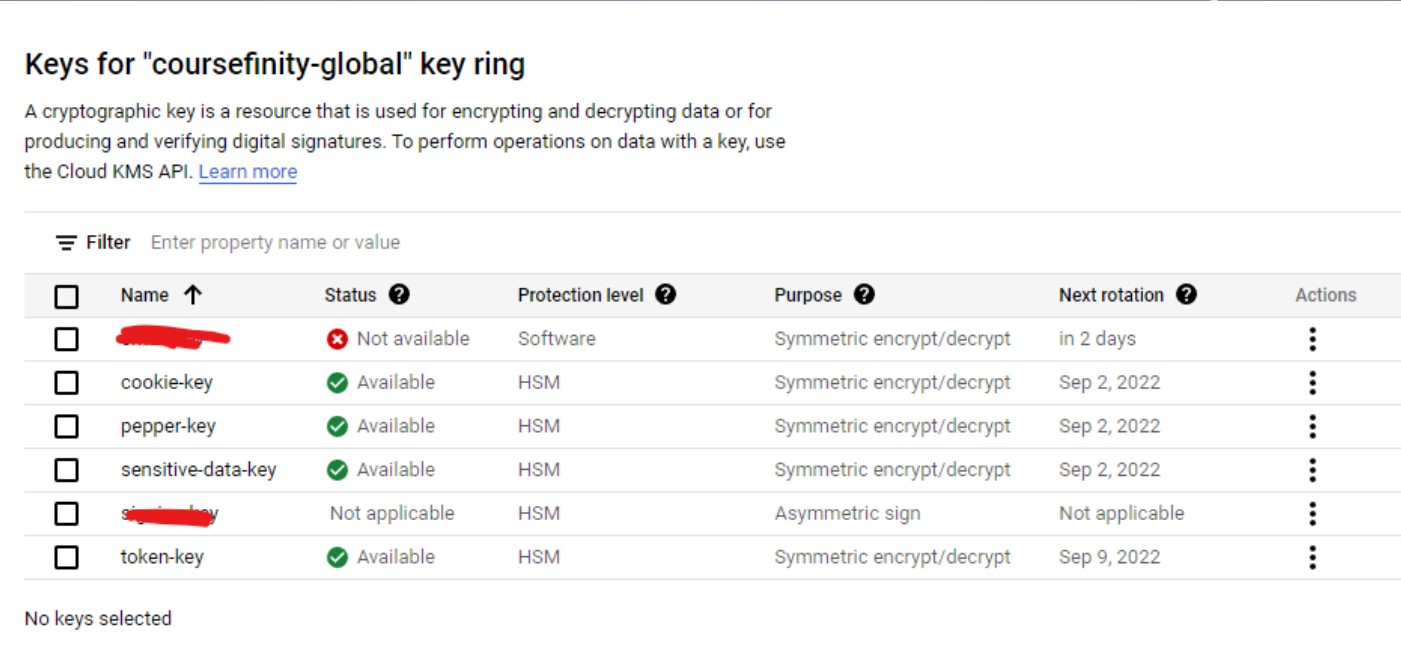 Keys for "coursefinity-global" key ring
A cryptographic key is a resource that is used for encrypting and decrypting data or for
producing and verifying digital signatures. To perform operations on data with a key, use
the Cloud KMS API. Learn more
Filter Enter property name or value
Name Status Protection level Purpose Next rotation Actions
Not available Software Symmetric encrypt/decrypt in 2 days
cookie-key Available HSM Symmetric encrypt/decrypt Sep 2, 2022
pepper-key Available HSM Symmetric encrypt/decrypt Sep 2, 2022
sensitive-data-key Available HSM Symmetric encrypt/decrypt Sep 2, 2022
Not applicable HSM Asymmetric sign Not applicable
token-key Available HSM Symmetric encrypt/decrypt Sep 9, 2022
No keys selected